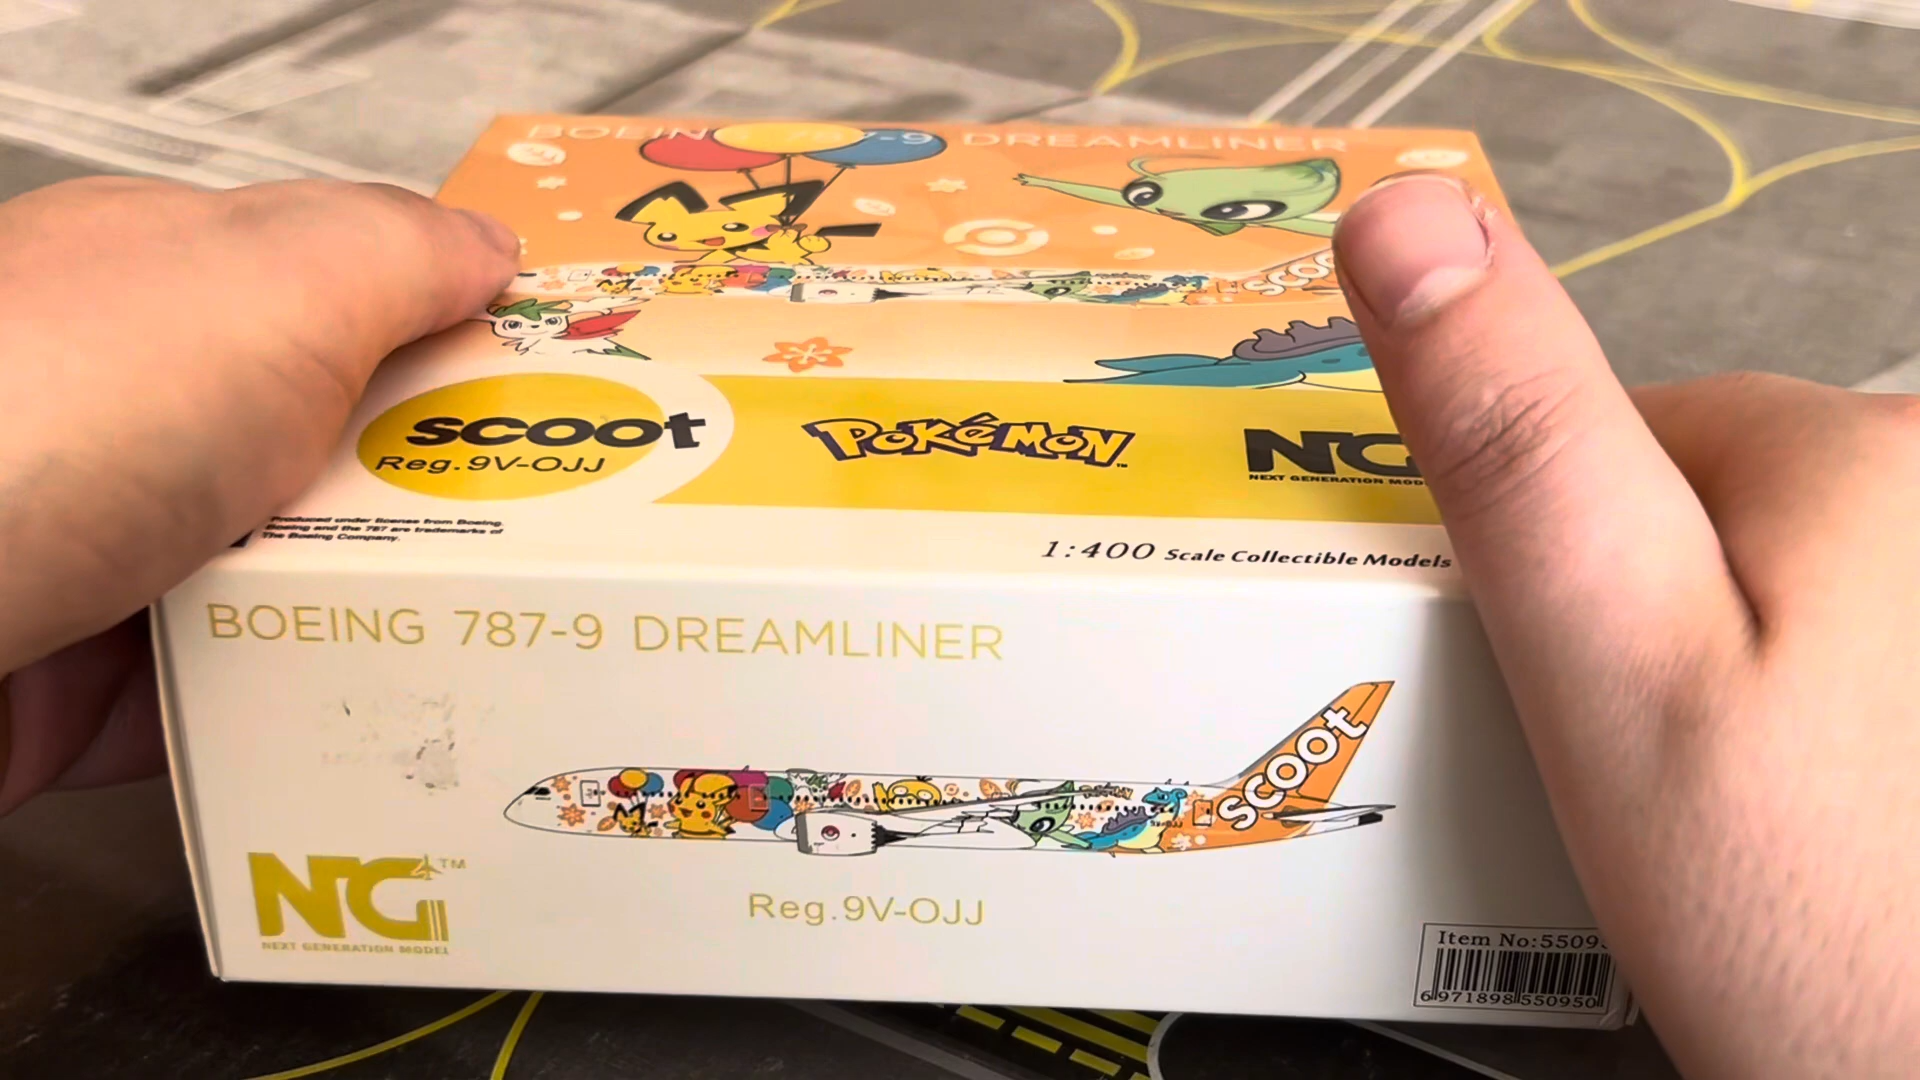 BOEING 787-9 DREAMLINER
scoot
Reg.9V-OJJ
POKéMON™
NG
NEXT GENERATION MOD
Produced under license from Boeing.
Boeing and the 787 are trademarks of
The Boeing Company.
1:400 Scale Collectible Models
BOEING 787-9 DREAMLINER
scoot
NG™
NEXT GENERATION MODEL
Reg.9V-OJJ
Item No:5509
6971898550950